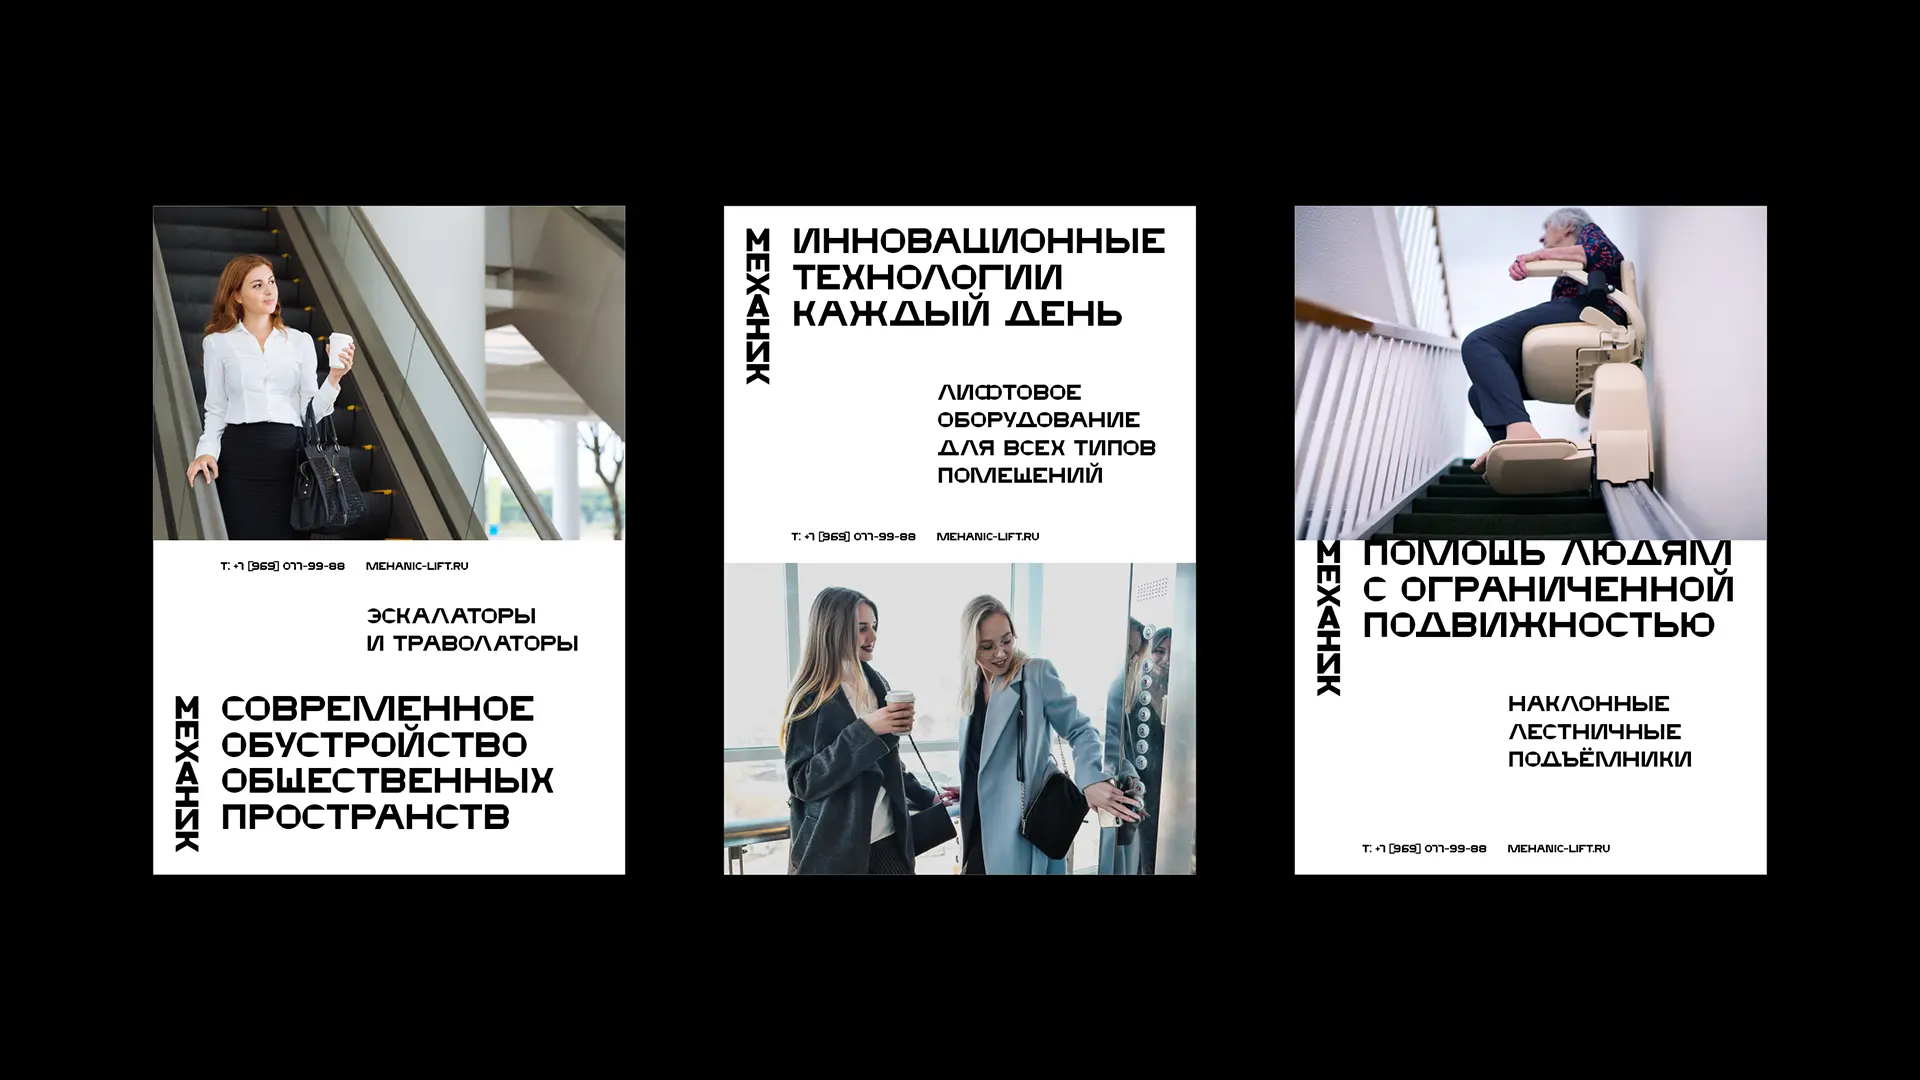 Т: +7 [969] 077-99-88
MEHANIC-LIFT.RU
ЭСКАЛАТОРЫ
И ТРАВОЛАТОРЫ
МЕХАНИК
СОВРЕМЕННОЕ
ОБУСТРОЙСТВО
ОБЩЕСТВЕННЫХ
ПРОСТРАНСТВ
МЕХАНИК
ИННОВАЦИОННЫЕ
ТЕХНОЛОГИИ
КАЖДЫЙ ДЕНЬ
ЛИФТОВОЕ
ОБОРУДОВАНИЕ
ДЛЯ ВСЕХ ТИПОВ
ПОМЕЩЕНИЙ
Т: +7 [969] 077-99-88
MEHANIC-LIFT.RU
МЕХАНИК
ПОМОЩЬ ЛЮДЯМ
С ОГРАНИЧЕННОЙ
ПОДВИЖНОСТЬЮ
НАКЛОННЫЕ
ЛЕСТНИЧНЫЕ
ПОДЪЁМНИКИ
Т: +7 [969] 077-99-88
MEHANIC-LIFT.RU